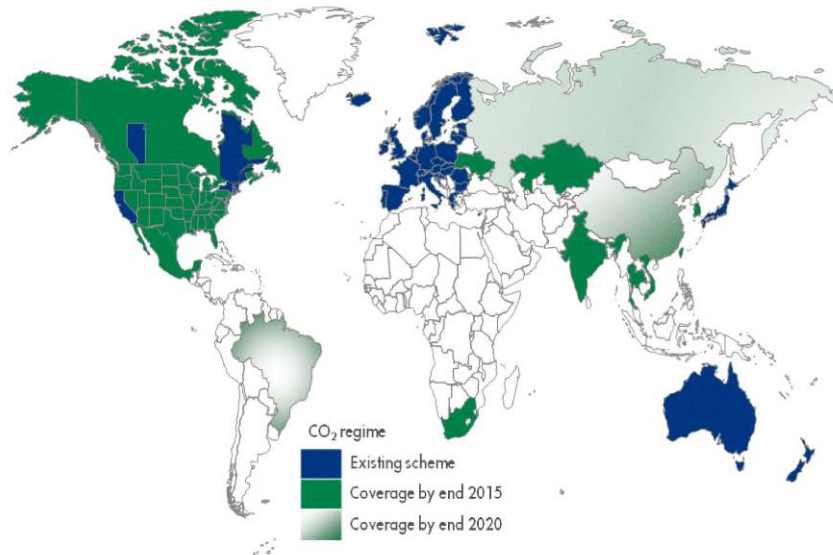 CO₂ regime
Existing scheme
Coverage by end 2015
Coverage by end 2020